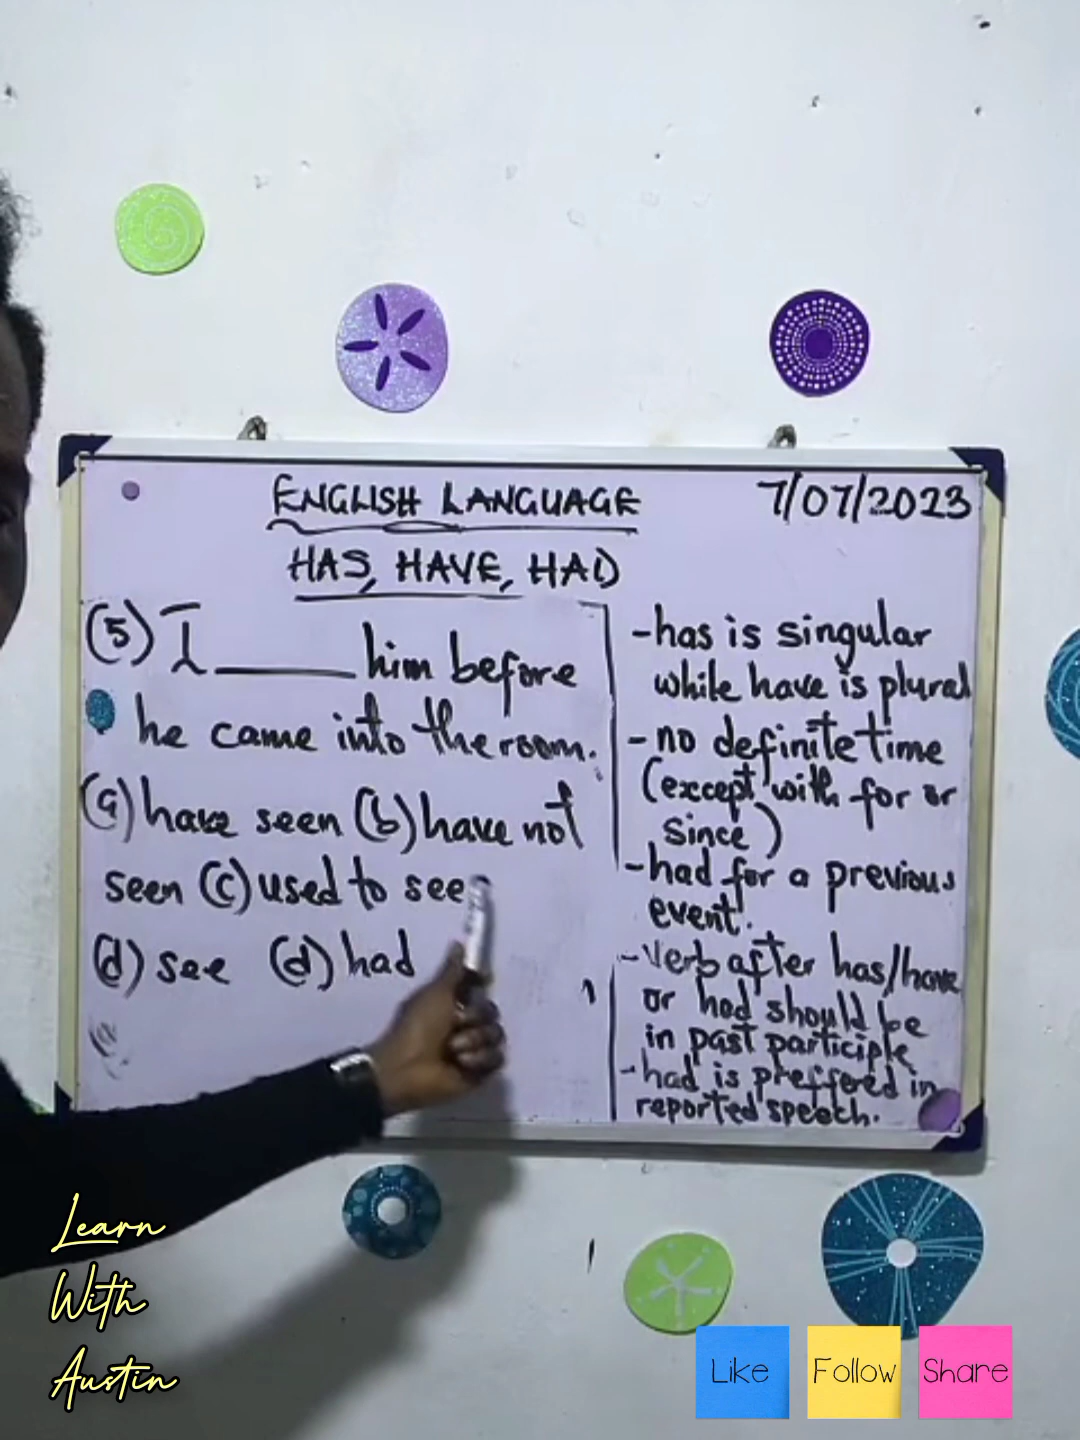 ENGLISH LANGUAGE
7/07/2023
HAS, HAVE, HAD
(5) I ______ him before
he came into the room.
(a) have seen (b) have not
seen (c) used to see
(d) see (d) had
-has is singular
while have is plural
-no definite time
(except with for or
since)
-had for a previous
event.
-verb after has/have
or had should be
in past participle
-had is preffered in
reported speech.
Learn
With
Austin
Like
Follow
Share